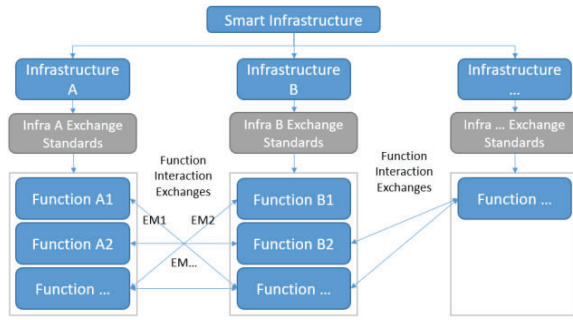 Smart Infrastructure
Infrastructure
A
Infrastructure
B
Infrastructure
...
Infra A Exchange
Standards
Infra B Exchange
Standards
Infra ... Exchange
Standards
Function
Interaction
Exchanges
Function
Interaction
Exchanges
Function A1
Function B1
Function ...
EM1
EM2
Function A2
Function B2
EM...
Function ...
Function ...